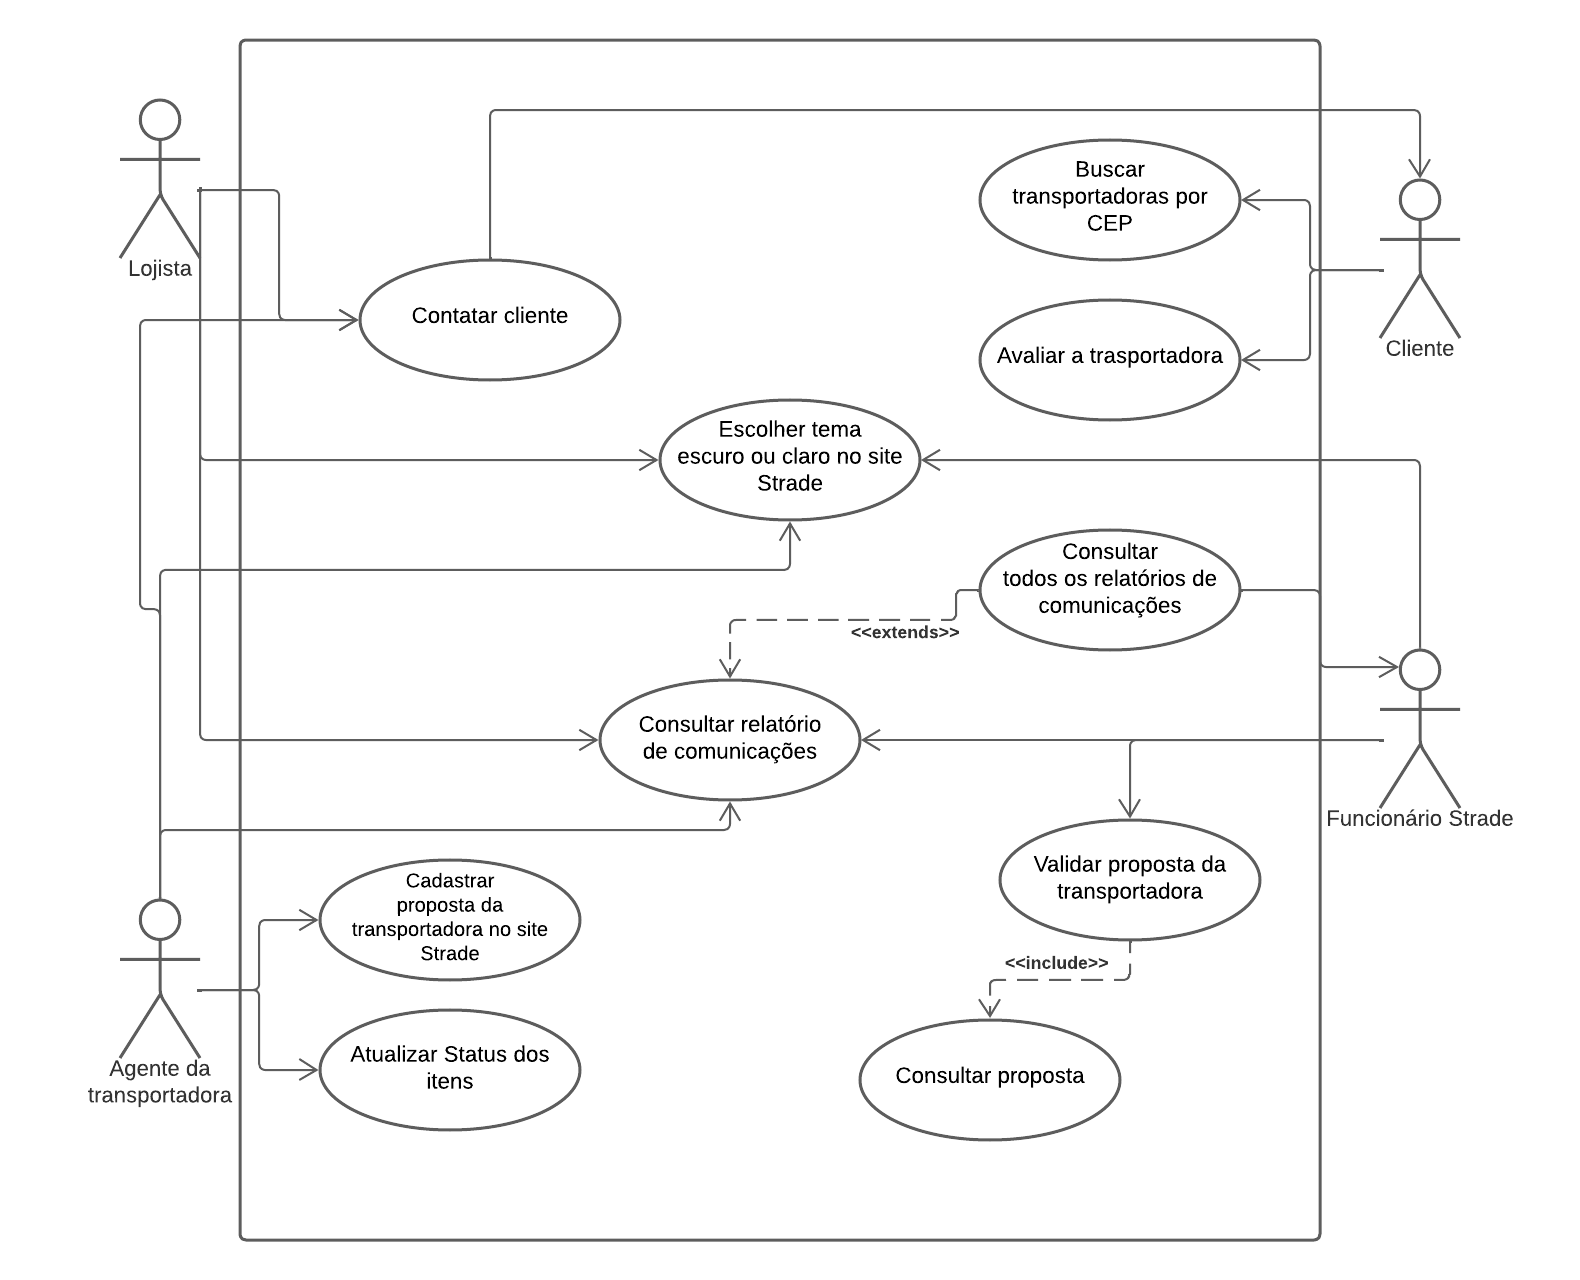 Buscar
transportadoras por
CEP
Lojista
Contatar cliente
Cliente
Avaliar a trasportadora
Escolher tema
escuro ou claro no site
Strade
Consultar
todos os relatórios de
comunicações
<<extends>>
Consultar relatório
de comunicações
Funcionário Strade
Validar proposta da
transportadora
Cadastrar
proposta da
transportadora no site
Strade
<<include>>
Agente da
transportadora
Atualizar Status dos
itens
Consultar proposta